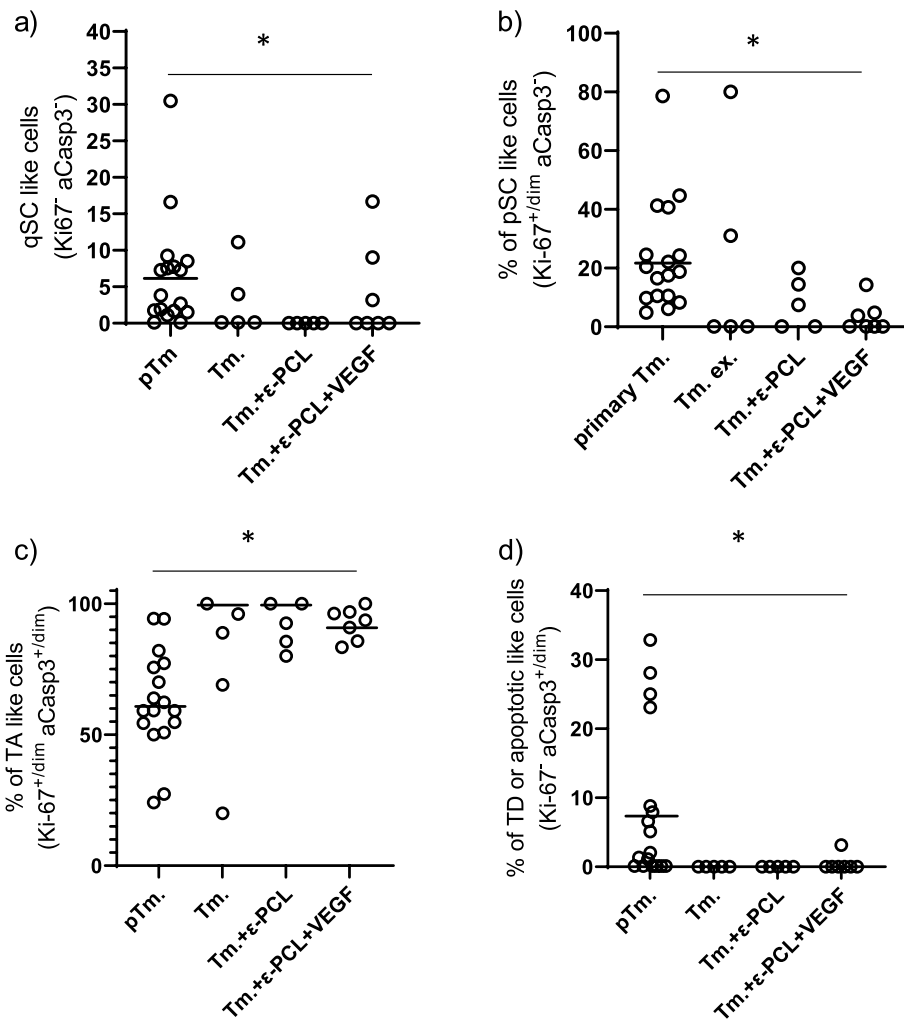 a)
*
qSC like cells
(Ki67⁻ aCasp3⁻)
40
35
30
25
20
15
10
5
0
pTm
Tm.
Tm.+ε-PCL
Tm.+ε-PCL+VEGF
b)
*
% of pSC like cells
(Ki-67⁺/dim aCasp3⁻)
100
80
60
40
20
0
primary Tm.
Tm. ex.
Tm.+ε-PCL
Tm.+ε-PCL+VEGF
c)
*
% of TA like cells
(Ki-67⁺/dim aCasp3⁺/dim)
100
50
0
pTm.
Tm.
Tm.+ε-PCL
Tm.+ε-PCL+VEGF
d)
*
% of TD or apoptotic like cells
(Ki-67⁻ aCasp3⁺/dim)
40
30
20
10
0
pTm.
Tm.
Tm.+ε-PCL
Tm.+ε-PCL+VEGF